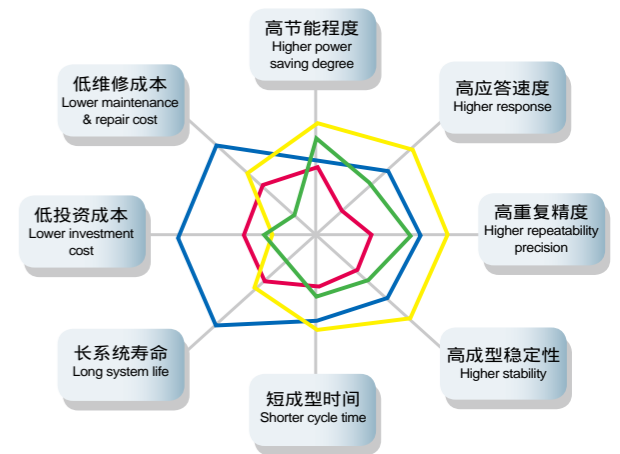 高节能程度
Higher power
saving degree
低维修成本
Lower maintenance
& repair cost
高应答速度
Higher response
低投资成本
Lower investment
cost
高重复精度
Higher repeatability
precision
长系统寿命
Long system life
高成型稳定性
Higher stability
短成型时间
Shorter cycle time